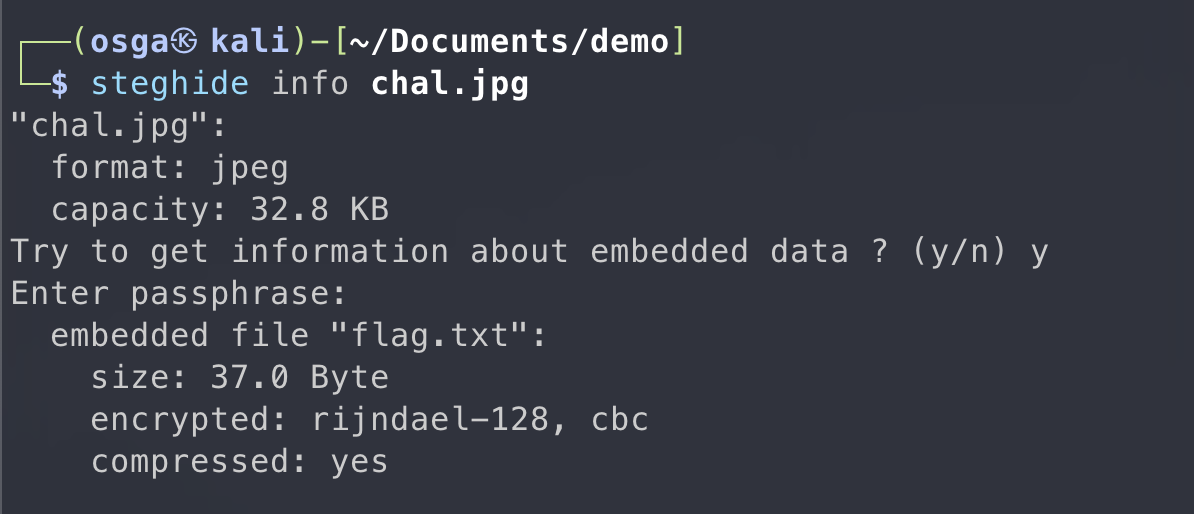 ┌──(osga㉿kali)-[~/Documents/demo]
└─$ steghide info chal.jpg
"chal.jpg":
  format: jpeg
  capacity: 32.8 KB
Try to get information about embedded data ? (y/n) y
Enter passphrase:
  embedded file "flag.txt":
    size: 37.0 Byte
    encrypted: rijndael-128, cbc
    compressed: yes